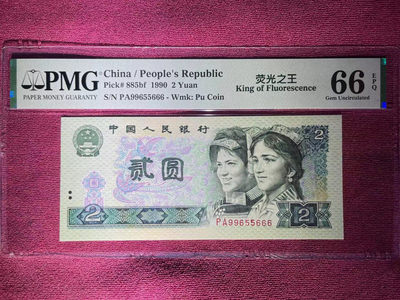 PMG
PAPER MONEY GUARANTY
China / People's Republic
Pick# 885bf 1990 2 Yuan
S/N PA99655666 - Wmk: Pu Coin
荧光之王
King of Fluorescence
66 EPQ
Gem Uncirculated
中国人民银行
2
贰圆
2
PA99655666
2